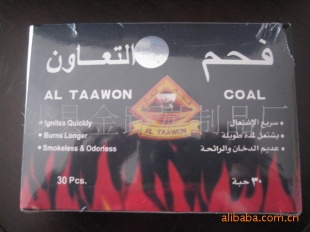 فحم التعاون
AL TAAWON COAL
• Ignites Quickly
• Burns Longer
• Smokeless & Odorless
• سريع الإشتعال
• يشتعل لمدة طويلة
• عديم الدخان والرائحة
AL TAAWON
30 Pcs.
٣٠ حبة
alibaba.com.cn